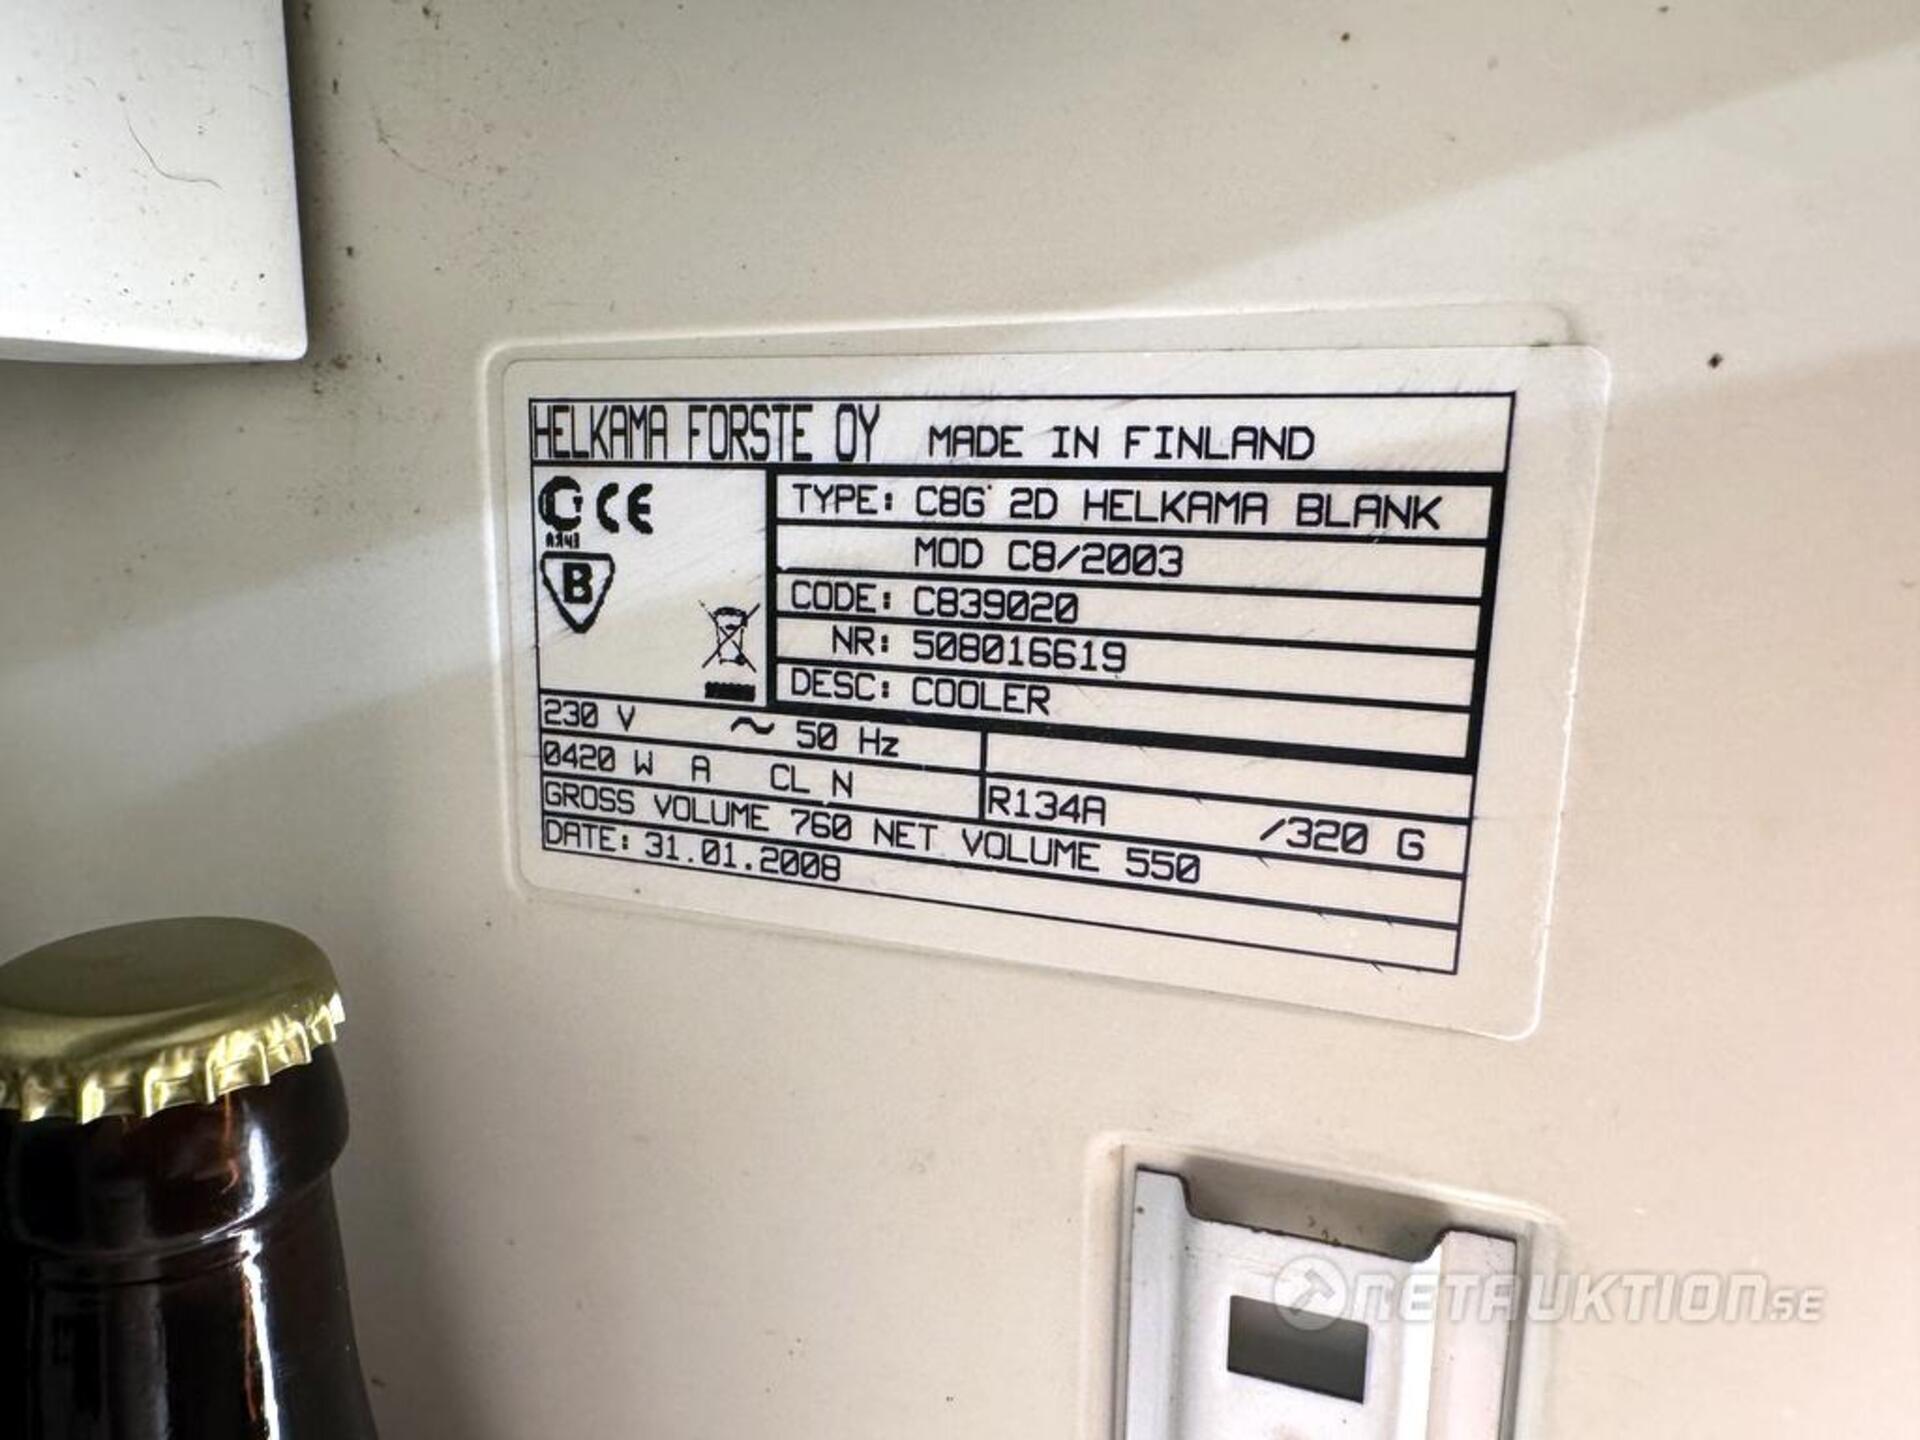 HELKAMA FORSTE OY MADE IN FINLAND
CE
B
TYPE: C8G 2D HELKAMA BLANK
MOD C8/2003
CODE: C839020
NR: 508016619
DESC: COOLER
230 V ~ 50 Hz
0420 W A CL N
R134A /320 G
GROSS VOLUME 760 NET VOLUME 550
DATE: 31.01.2008
NETAUKTION.SE